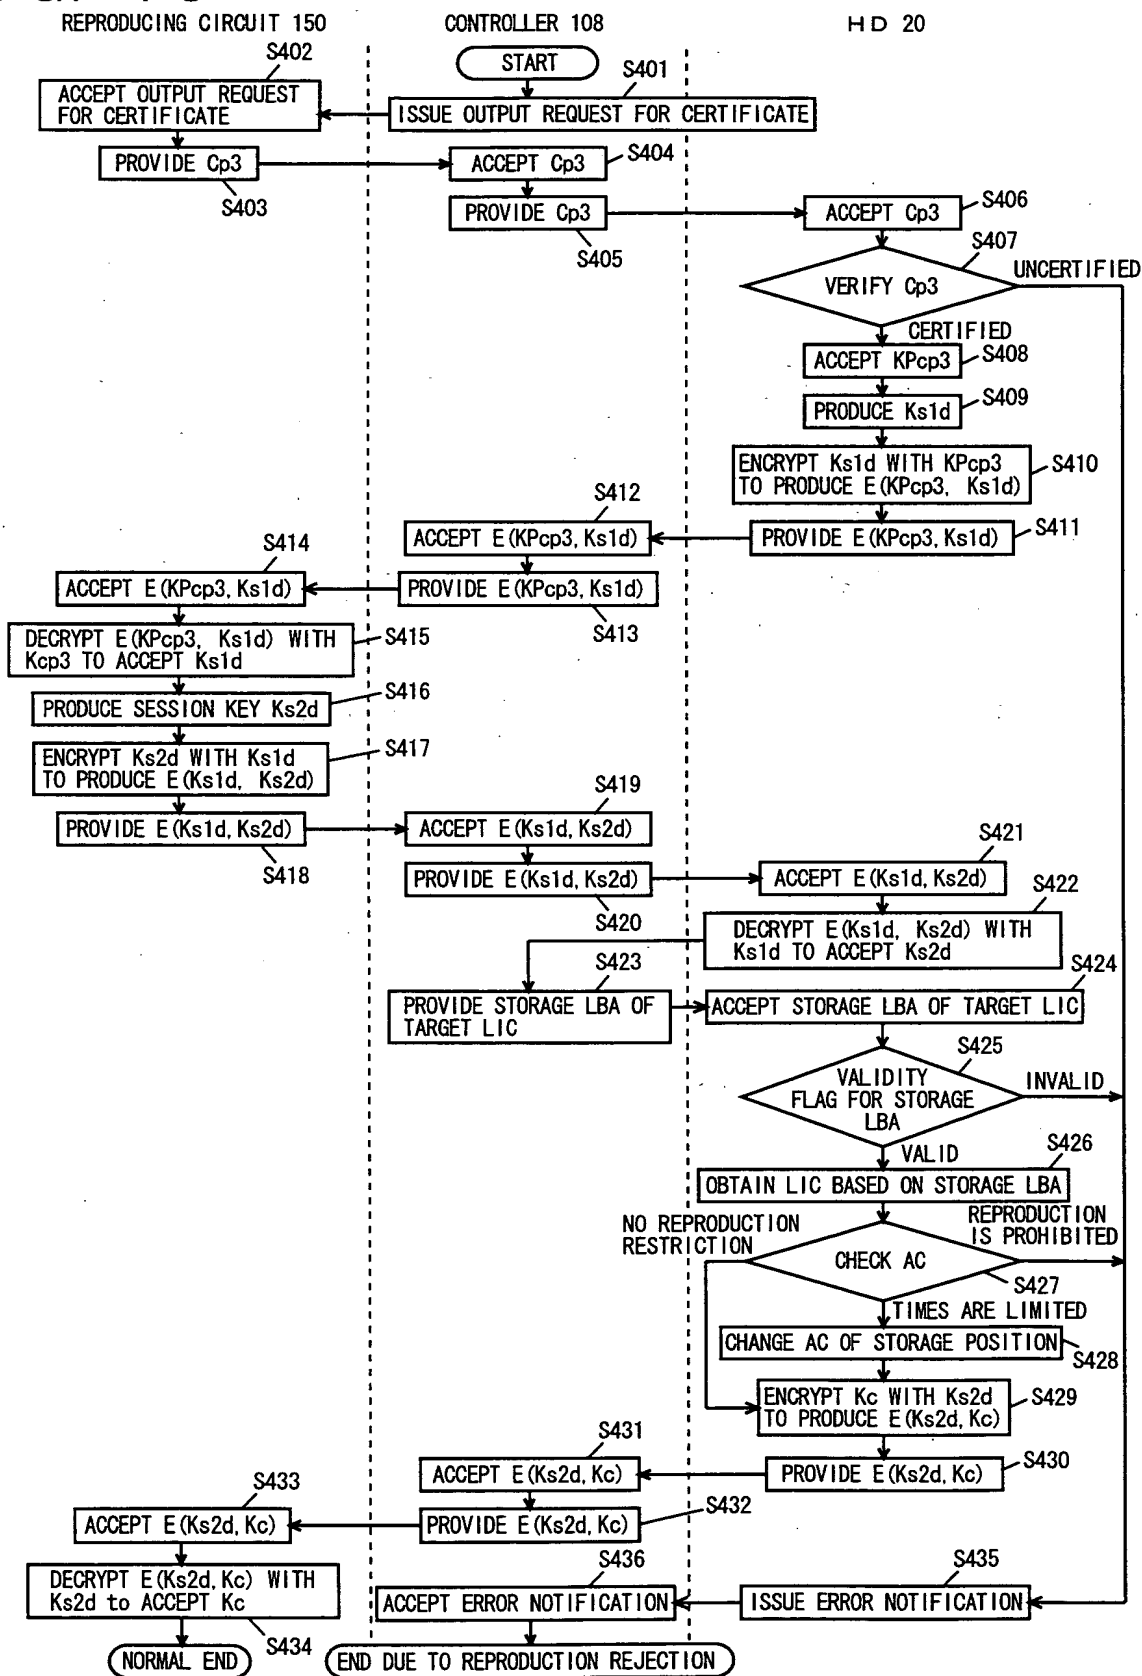 REPRODUCING CIRCUIT 150
CONTROLLER 108
HD 20
START
S401
S402
ACCEPT OUTPUT REQUEST
FOR CERTIFICATE
ISSUE OUTPUT REQUEST FOR CERTIFICATE
PROVIDE Cp3
S403
ACCEPT Cp3
S404
PROVIDE Cp3
S405
ACCEPT Cp3
S406
S407
VERIFY Cp3
UNCERTIFIED
CERTIFIED
ACCEPT KPcp3
S408
PRODUCE Ks1d
S409
ENCRYPT Ks1d WITH KPcp3
TO PRODUCE E(KPcp3, Ks1d)
S410
S412
ACCEPT E(KPcp3, Ks1d)
PROVIDE E(KPcp3, Ks1d)
S411
S414
ACCEPT E(KPcp3, Ks1d)
PROVIDE E(KPcp3, Ks1d)
S413
DECRYPT E(KPcp3, Ks1d) WITH
Kcp3 TO ACCEPT Ks1d
S415
PRODUCE SESSION KEY Ks2d
S416
ENCRYPT Ks2d WITH Ks1d
TO PRODUCE E(Ks1d, Ks2d)
S417
PROVIDE E(Ks1d, Ks2d)
S418
S419
ACCEPT E(Ks1d, Ks2d)
PROVIDE E(Ks1d, Ks2d)
S420
S421
ACCEPT E(Ks1d, Ks2d)
S422
DECRYPT E(Ks1d, Ks2d) WITH
Ks1d TO ACCEPT Ks2d
S423
PROVIDE STORAGE LBA OF
TARGET LIC
S424
ACCEPT STORAGE LBA OF TARGET LIC
S425
VALIDITY
FLAG FOR STORAGE
LBA
INVALID
VALID
S426
OBTAIN LIC BASED ON STORAGE LBA
NO REPRODUCTION
RESTRICTION
REPRODUCTION
IS PROHIBITED
CHECK AC
S427
TIMES ARE LIMITED
CHANGE AC OF STORAGE POSITION
S428
ENCRYPT Kc WITH Ks2d
TO PRODUCE E(Ks2d, Kc)
S429
S431
ACCEPT E(Ks2d, Kc)
PROVIDE E(Ks2d, Kc)
S430
S433
ACCEPT E(Ks2d, Kc)
PROVIDE E(Ks2d, Kc)
S432
DECRYPT E(Ks2d, Kc) WITH
Ks2d to ACCEPT Kc
S434
S436
ACCEPT ERROR NOTIFICATION
S435
ISSUE ERROR NOTIFICATION
NORMAL END
END DUE TO REPRODUCTION REJECTION